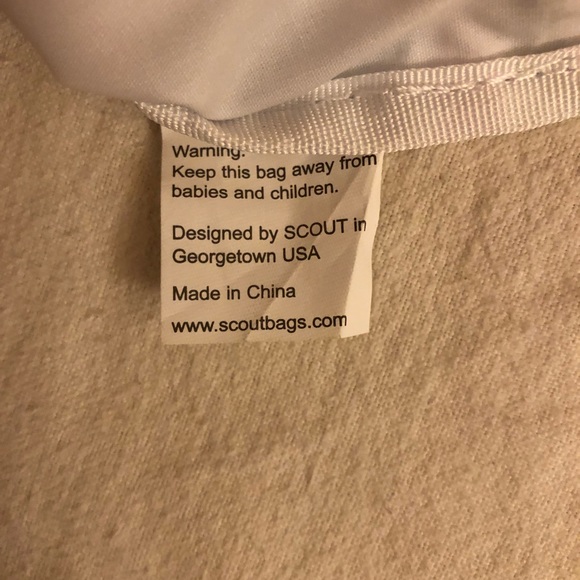 Warning:
Keep this bag away from
babies and children.
Designed by SCOUT in
Georgetown USA
Made in China
www.scoutbags.com